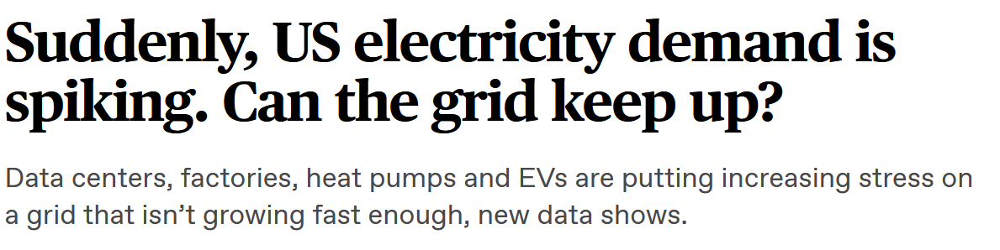 Suddenly, US electricity demand is
spiking. Can the grid keep up?
Data centers, factories, heat pumps and EVs are putting increasing stress on
a grid that isn’t growing fast enough, new data shows.